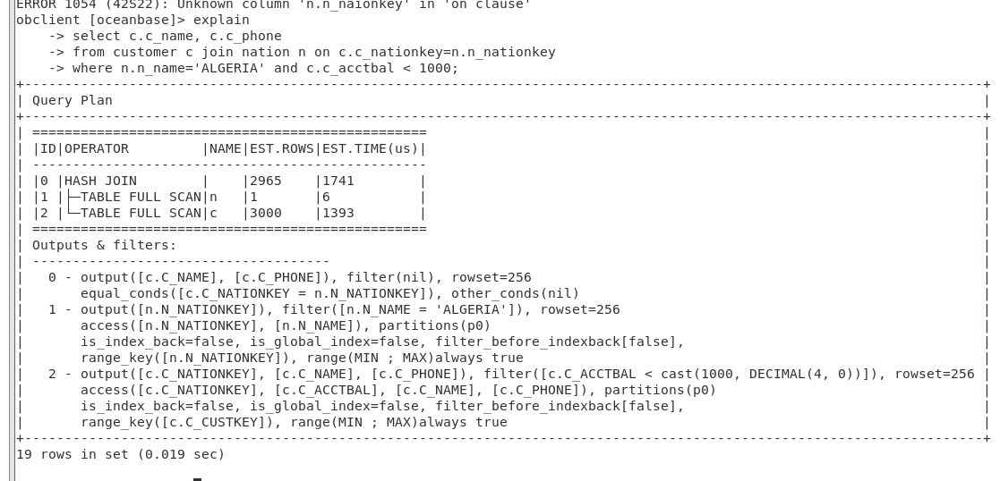 ERROR 1054 (42S22): Unknown column 'n.n_naionkey' in 'on clause'
obclient [oceanbase]> explain
    -> select c.c_name, c.c_phone
    -> from customer c join nation n on c.c_nationkey=n.n_nationkey
    -> where n.n_name='ALGERIA' and c.c_acctbal < 1000;
+-----------------------------------------------------------------------------------------------------------------------+
| Query Plan                                                                                                            |
+-----------------------------------------------------------------------------------------------------------------------+
| =================================================                                                                     |
| |ID|OPERATOR         |NAME|EST.ROWS|EST.TIME(us)|                                                                     |
| -------------------------------------------------                                                                     |
| |0 |HASH JOIN        |    |2965    |1741        |                                                                     |
| |1 |├─TABLE FULL SCAN|n   |1       |6           |                                                                     |
| |2 |└─TABLE FULL SCAN|c   |3000    |1393        |                                                                     |
| =================================================                                                                     |
| Outputs & filters:                                                                                                    |
| -------------------------------------                                                                                 |
|   0 - output([c.C_NAME], [c.C_PHONE]), filter(nil), rowset=256                                                        |
|       equal_conds([c.C_NATIONKEY = n.N_NATIONKEY]), other_conds(nil)                                                  |
|   1 - output([n.N_NATIONKEY]), filter([n.N_NAME = 'ALGERIA']), rowset=256                                             |
|       access([n.N_NATIONKEY], [n.N_NAME]), partitions(p0)                                                             |
|       is_index_back=false, is_global_index=false, filter_before_indexback[false],                                     |
|       range_key([n.N_NATIONKEY]), range(MIN ; MAX)always true                                                         |
|   2 - output([c.C_NATIONKEY], [c.C_NAME], [c.C_PHONE]), filter([c.C_ACCTBAL < cast(1000, DECIMAL(4, 0))]), rowset=256 |
|       access([c.C_NATIONKEY], [c.C_ACCTBAL], [c.C_NAME], [c.C_PHONE]), partitions(p0)                                 |
|       is_index_back=false, is_global_index=false, filter_before_indexback[false],                                     |
|       range_key([c.C_CUSTKEY]), range(MIN ; MAX)always true                                                           |
+-----------------------------------------------------------------------------------------------------------------------+
19 rows in set (0.019 sec)